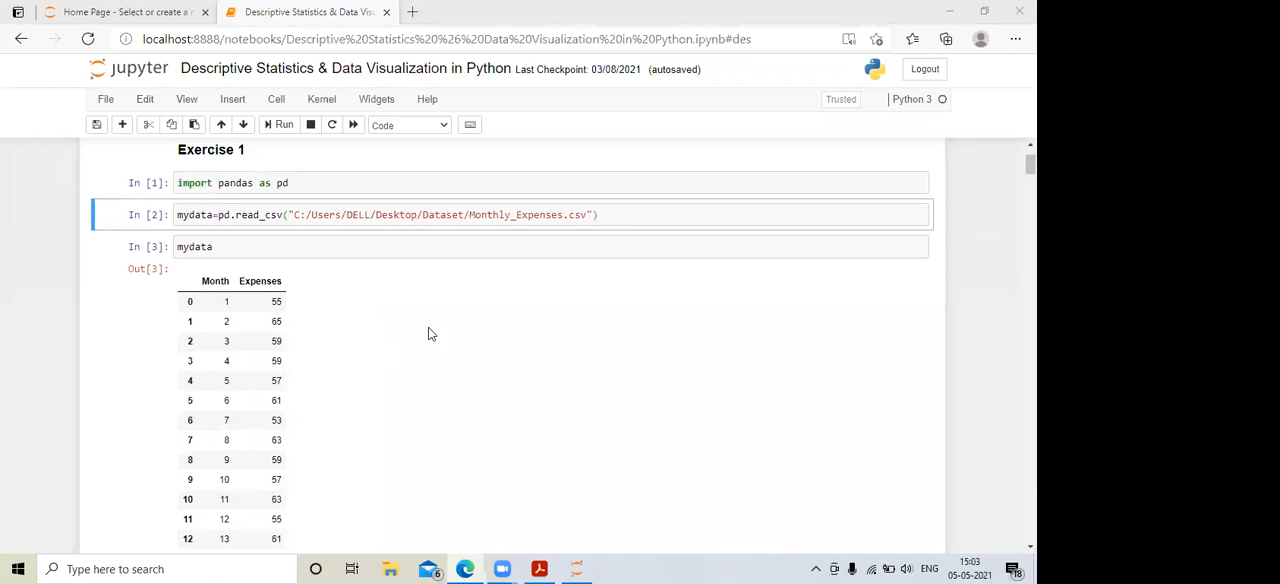 Home Page - Select or create a n
Descriptive Statistics & Data Vis
localhost:8888/notebooks/Descriptive%20Statistics%20%26%20Data%20Visualization%20in%20Python.ipynb#des
jupyter Descriptive Statistics & Data Visualization in Python Last Checkpoint: 03/08/2021 (autosaved)
Logout
File Edit View Insert Cell Kernel Widgets Help
Trusted Python 3
Run Code
Exercise 1
In [1]: import pandas as pd
In [2]: mydata=pd.read_csv("C:/Users/DELL/Desktop/Dataset/Monthly_Expenses.csv")
In [3]: mydata
Out[3]:
Month Expenses
0 1 55
1 2 65
2 3 59
3 4 59
4 5 57
5 6 61
6 7 53
7 8 63
8 9 59
9 10 57
10 11 63
11 12 55
12 13 61
Type here to search
6
ENG
15:03
05-05-2021
18